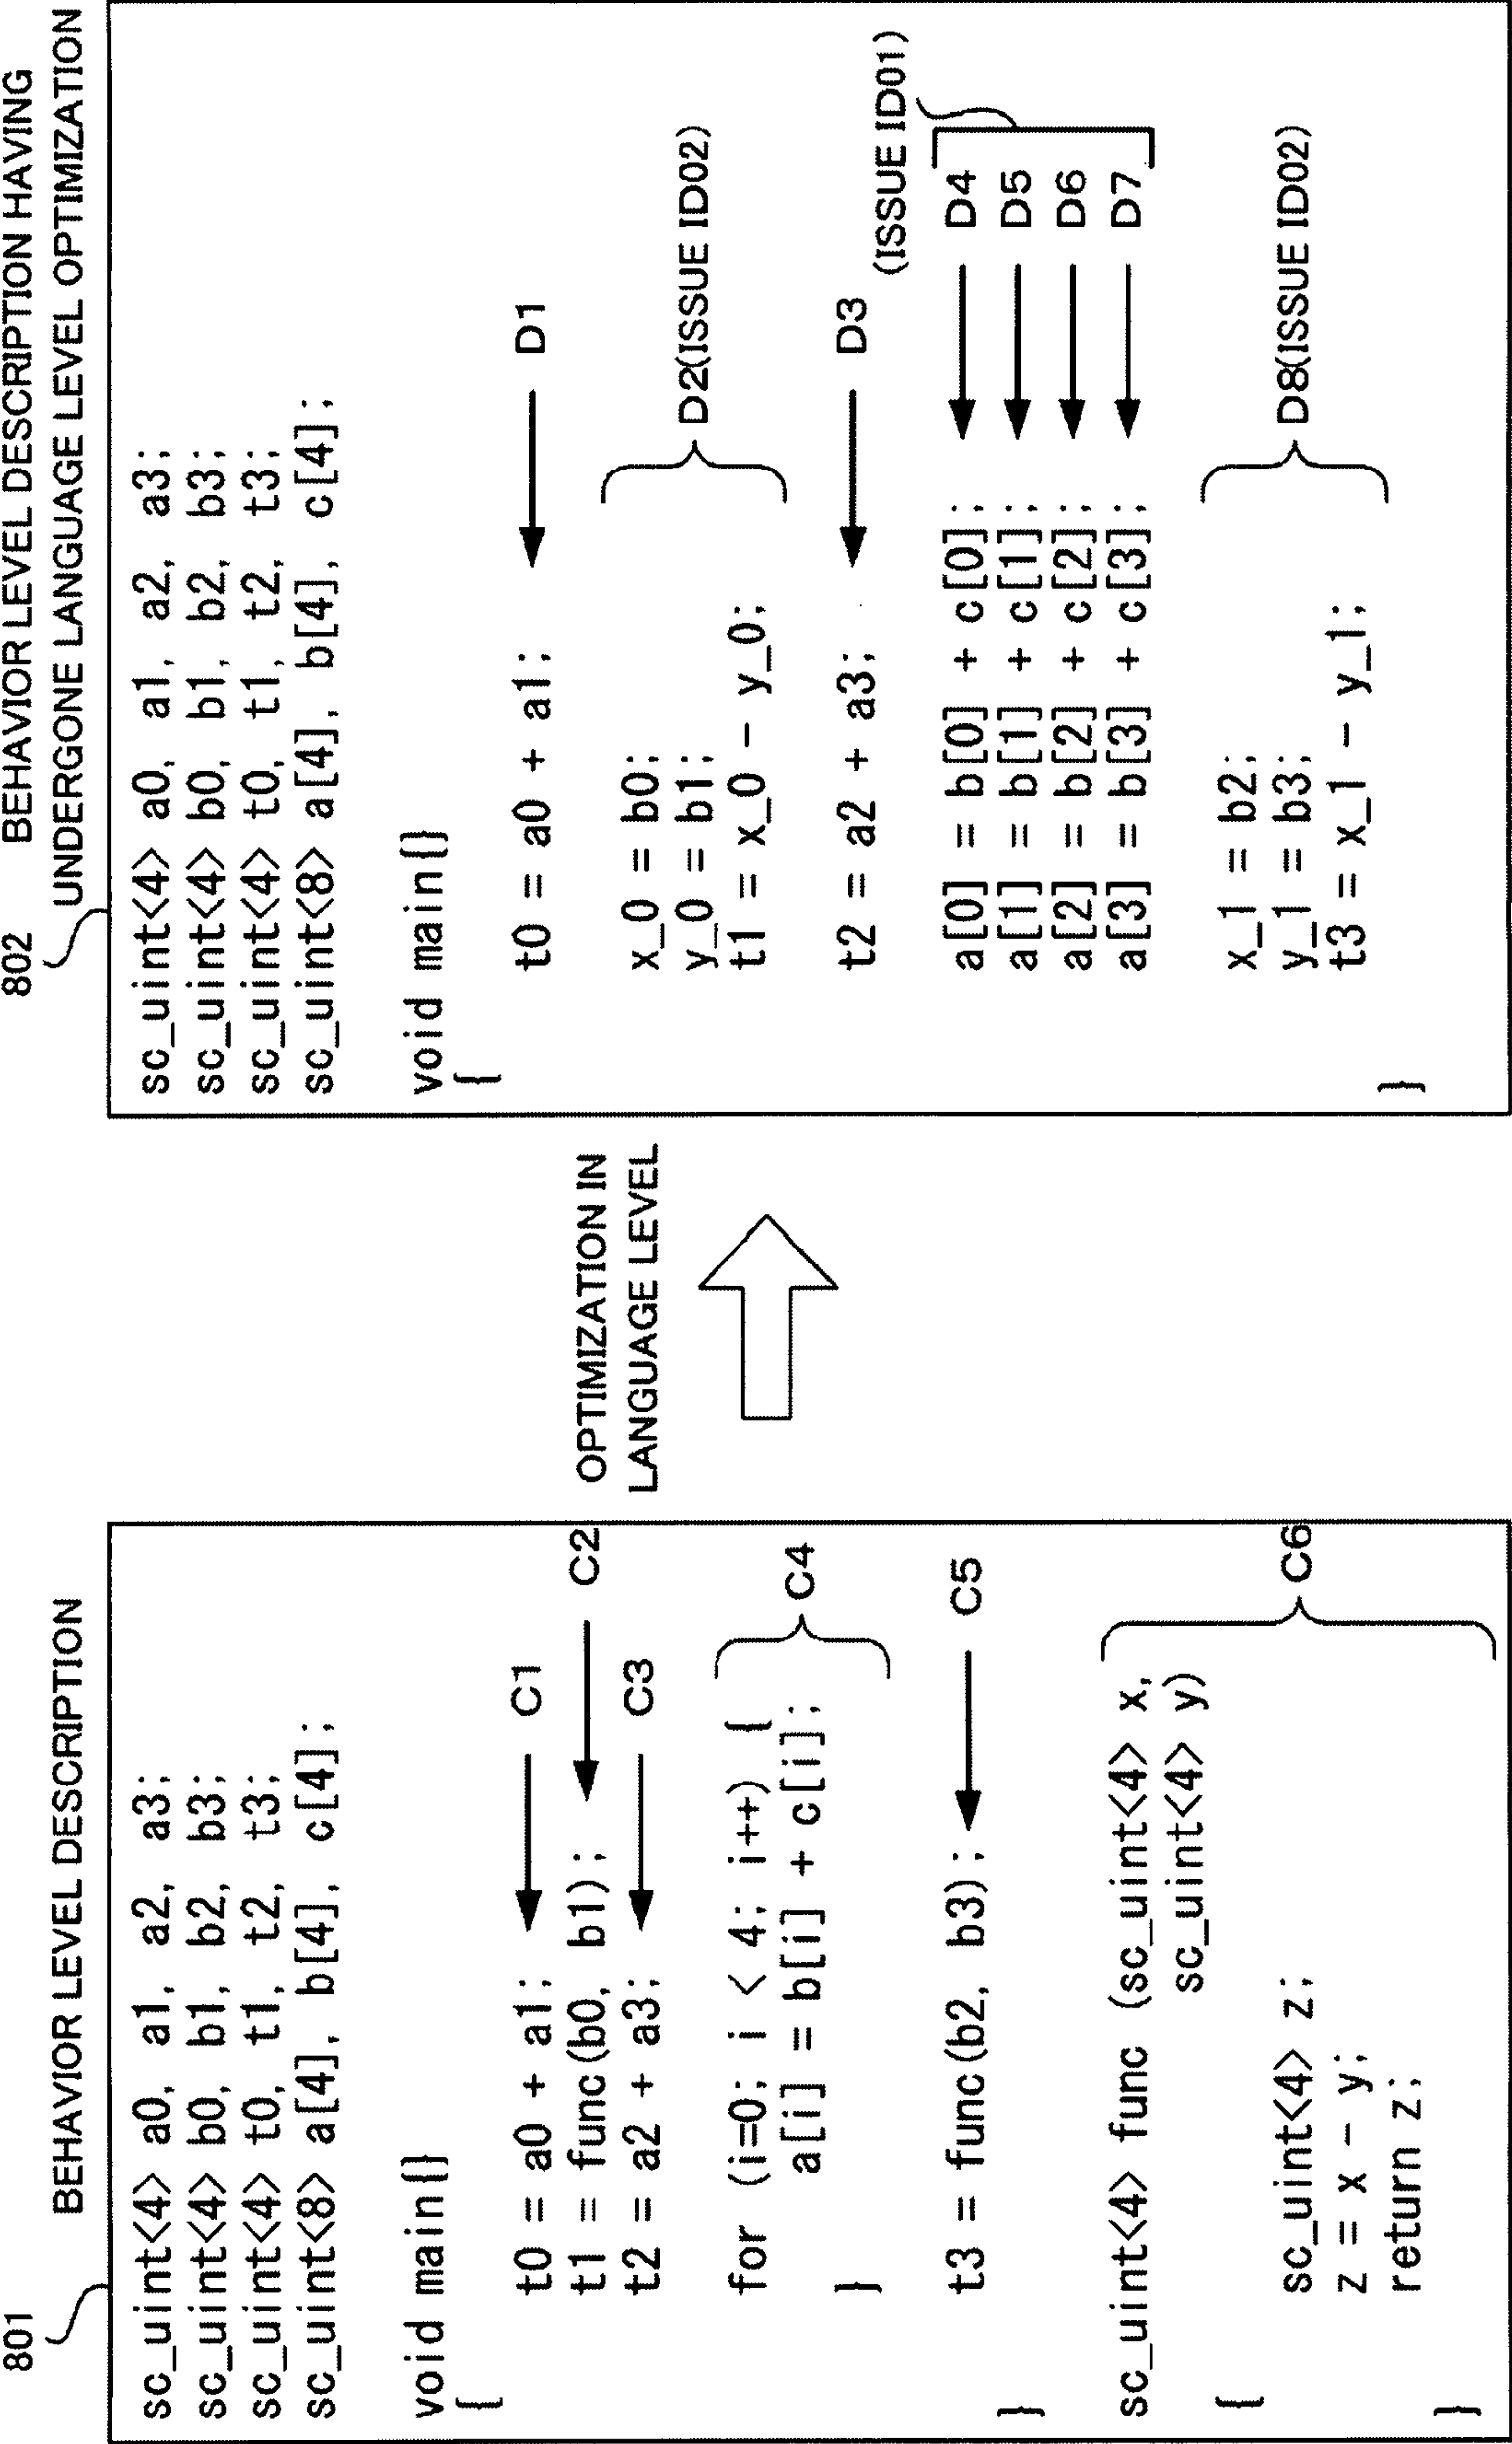 801
BEHAVIOR LEVEL DESCRIPTION
sc_uint<4> a0, a1, a2, a3;
sc_uint<4> b0, b1, b2, b3;
sc_uint<4> t0, t1, t2, t3;
sc_uint<8> a[4], b[4], c[4];
void main{}
{
t0 = a0 + a1; C1
t1 = func(b0, b1); C2
t2 = a2 + a3; C3
for (i=0; i < 4; i++) {
a[i] = b[i] + c[i]; C4
}
t3 = func(b2, b3); C5
}
sc_uint<4> func (sc_uint<4> x,
sc_uint<4> y)
{
sc_uint<4> z; C6
z = x - y;
return z;
}
OPTIMIZATION IN
LANGUAGE LEVEL
802 BEHAVIOR LEVEL DESCRIPTION HAVING
UNDERGONE LANGUAGE LEVEL OPTIMIZATION
sc_uint<4> a0, a1, a2, a3;
sc_uint<4> b0, b1, b2, b3;
sc_uint<4> t0, t1, t2, t3;
sc_uint<8> a[4], b[4], c[4];
void main{}
{
t0 = a0 + a1; D1
x_0 = b0;
y_0 = b1; D2(ISSUE ID02)
t1 = x_0 - y_0;
t2 = a2 + a3; D3
(ISSUE ID01)
a[0] = b[0] + c[0]; D4
a[1] = b[1] + c[1]; D5
a[2] = b[2] + c[2]; D6
a[3] = b[3] + c[3]; D7
x_1 = b2;
y_1 = b3; D8(ISSUE ID02)
t3 = x_1 - y_1;
}